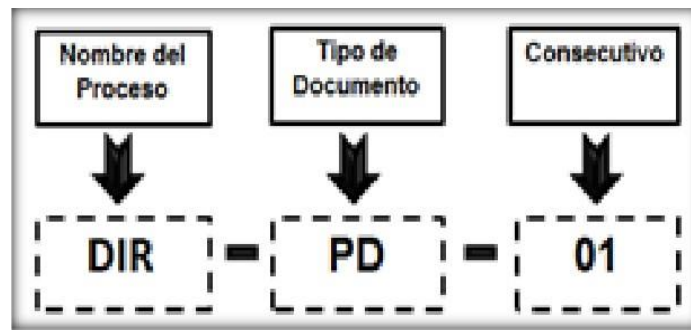 Nombre del
Proceso
Tipo de
Documento
Consecutivo
DIR - PD - 01